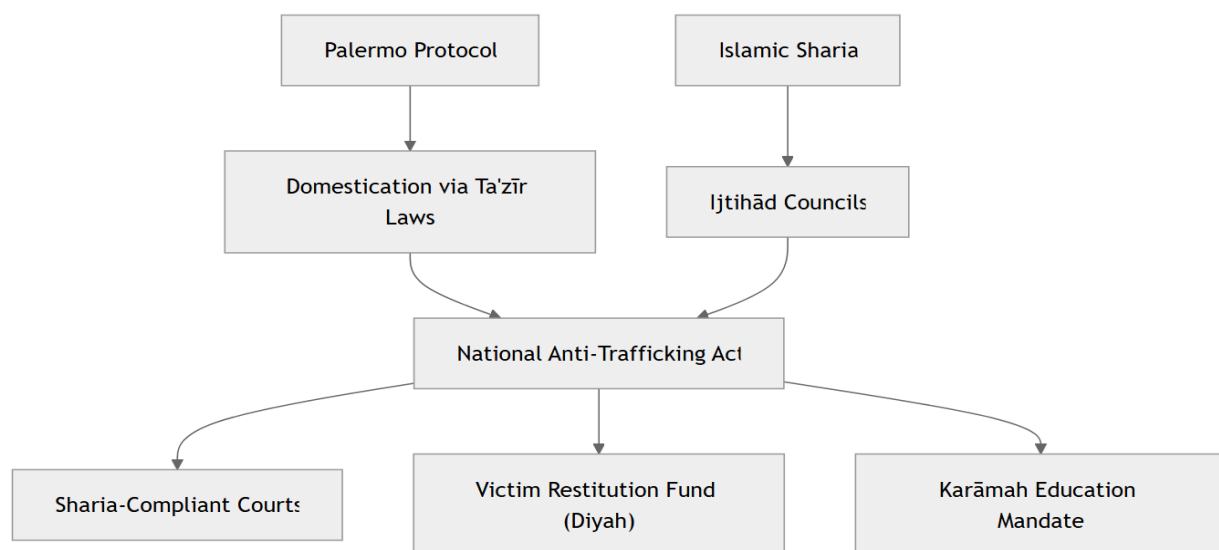 Palermo Protocol
Islamic Sharia
Domestication via Ta'zīr
Laws
Ijtihād Councils
National Anti-Trafficking Act
Sharia-Compliant Courts
Victim Restitution Fund
(Diyah)
Karāmah Education
Mandate